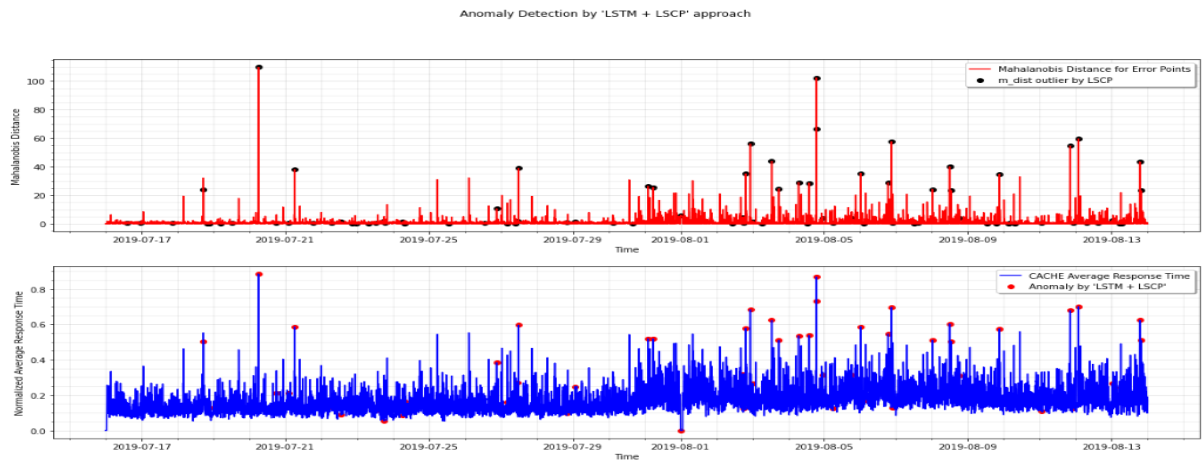 Anomaly Detection by 'LSTM + LSCP' approach
Mahalanobis Distance
100
80
60
40
20
0
Mahalanobis Distance for Error Points
m_dist outlier by LSCP
2019-07-17 2019-07-21 2019-07-25 2019-07-29 2019-08-01 2019-08-05 2019-08-09 2019-08-13
Time
Normalized Average Response Time
0.8
0.6
0.4
0.2
0.0
CACHE Average Response Time
Anomaly by 'LSTM + LSCP'
2019-07-17 2019-07-21 2019-07-25 2019-07-29 2019-08-01 2019-08-05 2019-08-09 2019-08-13
Time